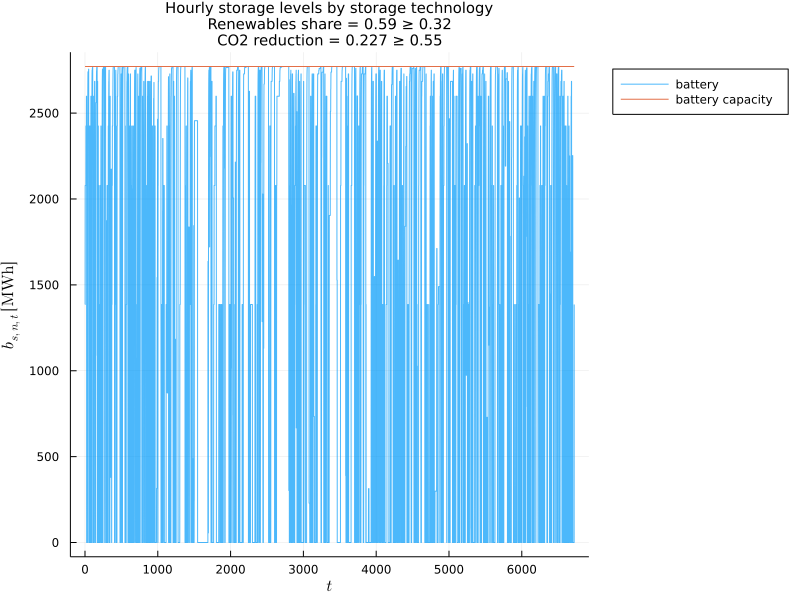 Hourly storage levels by storage technology
Renewables share = 0.59 ≥ 0.32
CO2 reduction = 0.227 ≥ 0.55
battery
battery capacity
2500
2000
1500
1000
500
0
b_{s, n, t} [MWh]
0 1000 2000 3000 4000 5000 6000
t